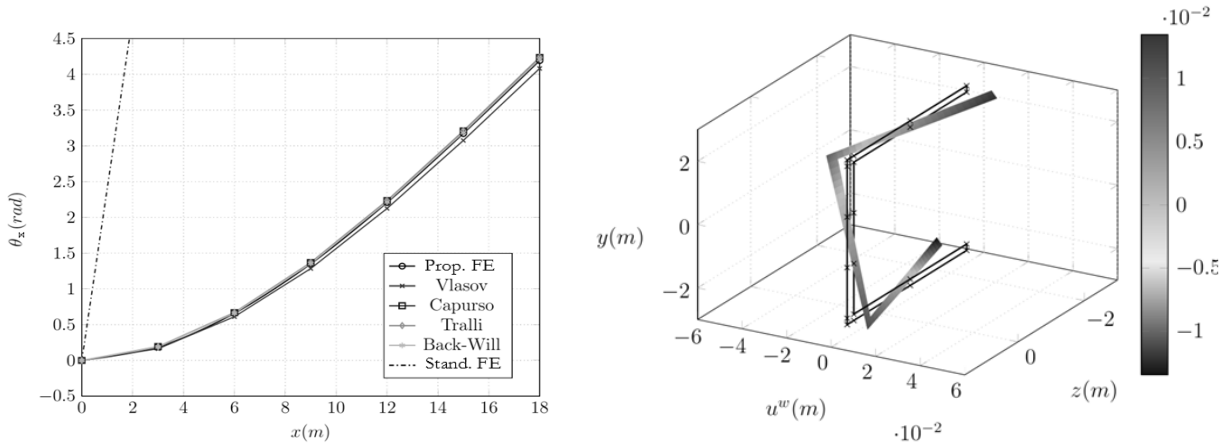 4.5
4
3.5
3
2.5
2
1.5
1
0.5
0
−0.5
0 2 4 6 8 10 12 14 16 18
x(m)
θx(rad)
Prop. FE
Vlasov
Capurso
Tralli
Back-Will
Stand. FE
2
0
−2
y(m)
−6 −4 −2 0 2 4 6
u^w(m)
·10−2
0
−2
z(m)
·10−2
1
0.5
0
−0.5
−1